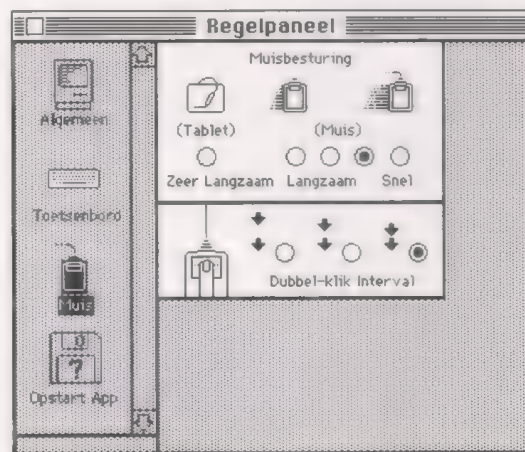 Regelpaneel
Algemeen
Toetsenbord
Muis
Opstart App
Muisbesturing
(Tablet) (Muis)
Zeer Langzaam Langzaam Snel
Dubbel-klik Interval